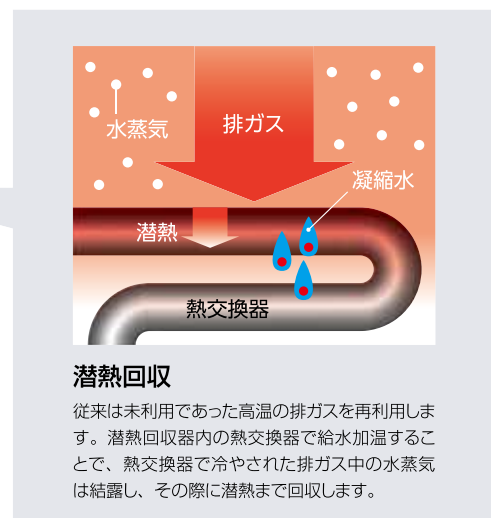 水蒸気
排ガス
凝縮水
潜熱
熱交換器
潜熱回収
従来は未利用であった高温の排ガスを再利用しま
す。潜熱回収器内の熱交換器で給水加温するこ
とで、熱交換器で冷やされた排ガス中の水蒸気
は結露し、その際に潜熱まで回収します。